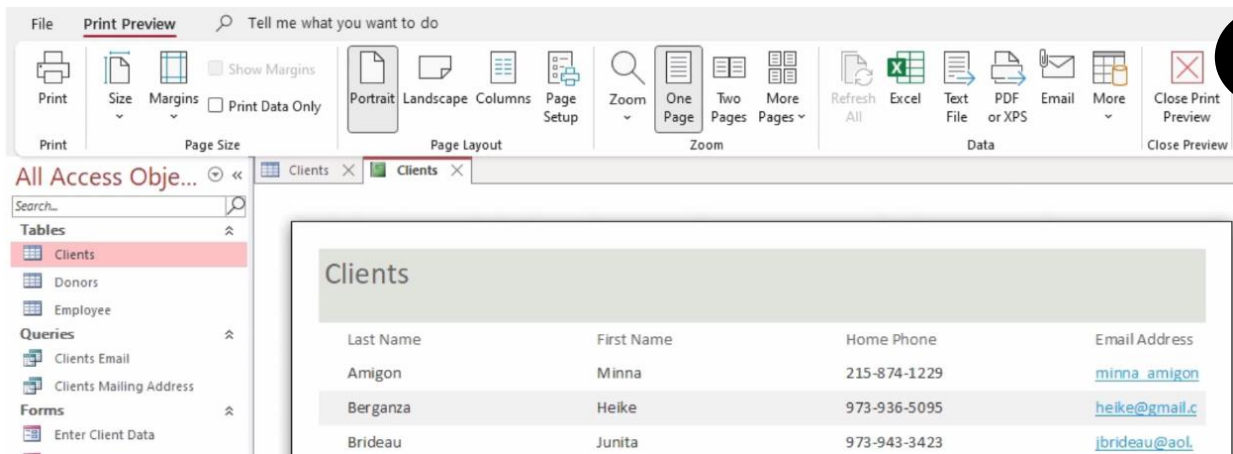 File Print Preview Tell me what you want to do
Print Size Margins Show Margins Print Data Only Portrait Landscape Columns Page Setup Zoom One Page Two Pages More Pages Refresh All Excel Text File PDF or XPS Email More Close Print Preview
Print Page Size Page Layout Zoom Data Close Preview
All Access Obje... « Clients Clients
Search...
Tables
Clients
Donors
Employee
Queries
Clients Email
Clients Mailing Address
Forms
Enter Client Data
Clients
Last Name First Name Home Phone Email Address
Amigon Minna 215-874-1229 minna_amigon
Berganza Heike 973-936-5095 heike@gmail.c
Brideau Junita 973-943-3423 jbrideau@aol.